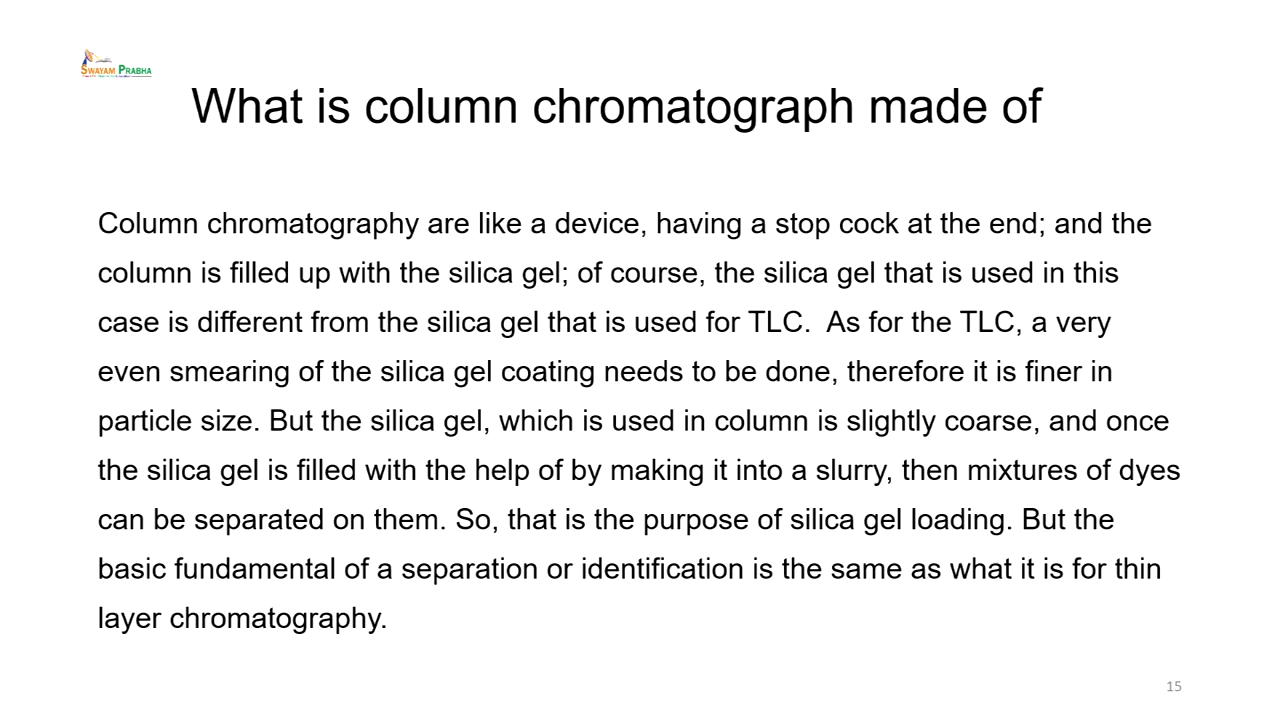 SWAYAM PRABHA
What is column chromatograph made of
Column chromatography are like a device, having a stop cock at the end; and the
column is filled up with the silica gel; of course, the silica gel that is used in this
case is different from the silica gel that is used for TLC.  As for the TLC, a very
even smearing of the silica gel coating needs to be done, therefore it is finer in
particle size. But the silica gel, which is used in column is slightly coarse, and once
the silica gel is filled with the help of by making it into a slurry, then mixtures of dyes
can be separated on them. So, that is the purpose of silica gel loading. But the
basic fundamental of a separation or identification is the same as what it is for thin
layer chromatography.
15